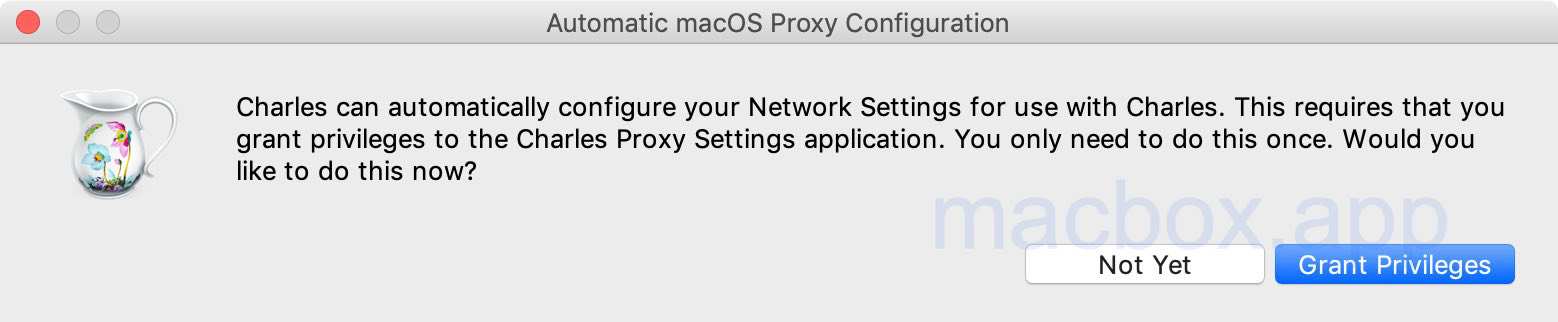 Automatic macOS Proxy Configuration
Charles can automatically configure your Network Settings for use with Charles. This requires that you
grant privileges to the Charles Proxy Settings application. You only need to do this once. Would you
like to do this now?
macbox.app
Not Yet
Grant Privileges